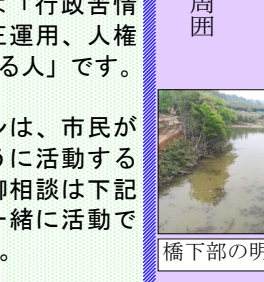 「行政苦情
正運用、人権
る人」です。
ンは、市民が
うに活動する
御相談は下記
一緒に活動で
。
周囲
橋下部の明